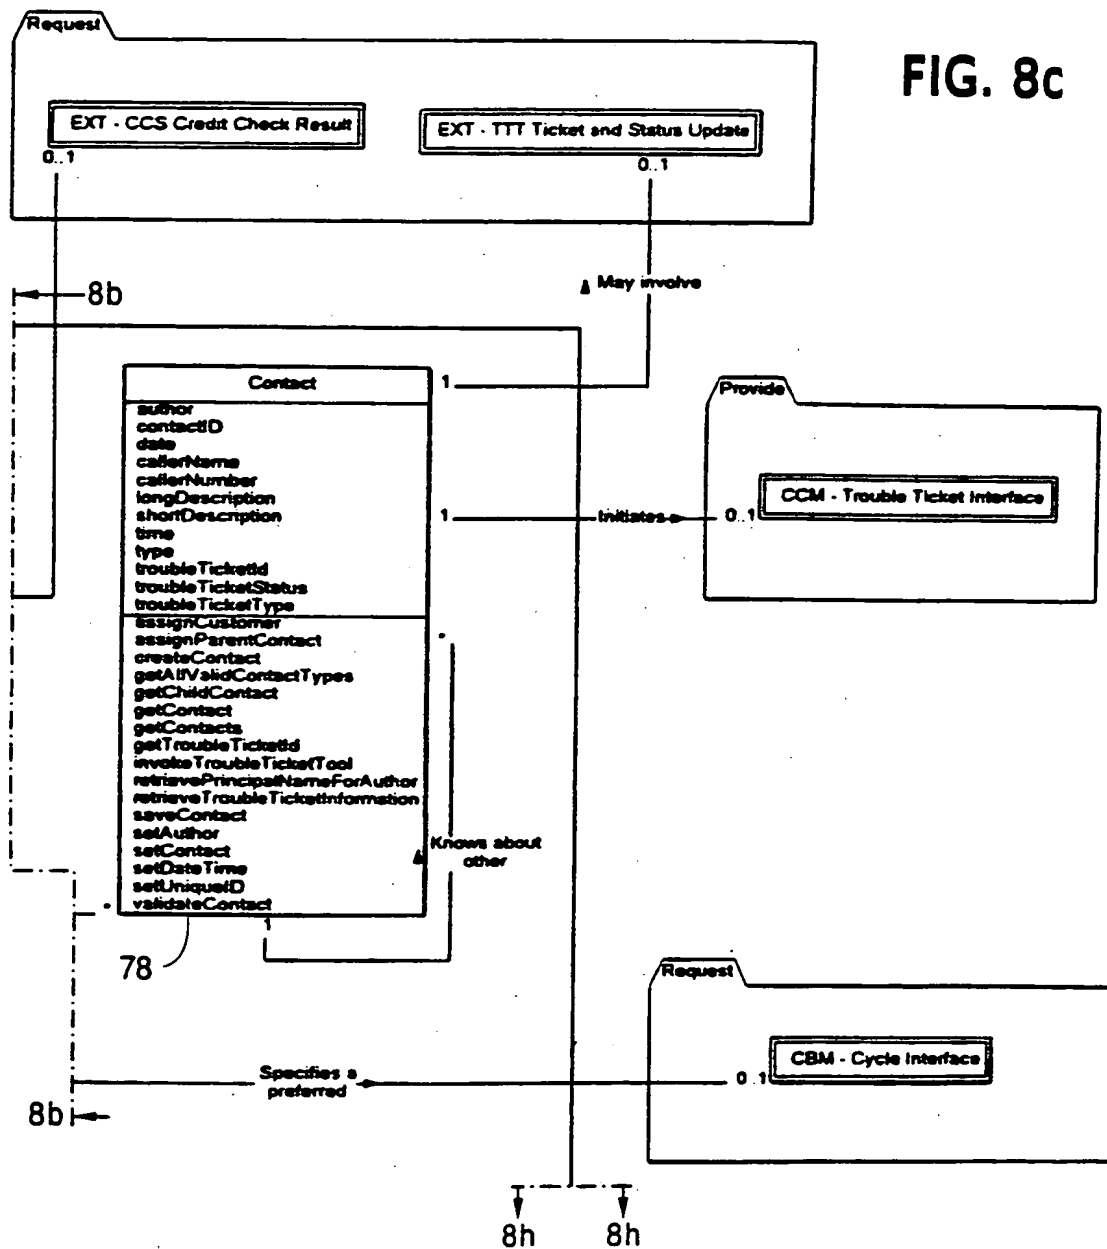 Request
FIG. 8c
EXT - CCS Credit Check Result
EXT - TTT Ticket and Status Update
0..1
0..1
May involve
8b
Contact
1
author
contactID
date
callerName
callerNumber
longDescription
shortDescription
time
type
troubleTicketId
troubleTicketStatus
troubleTicketType
1
Initiates
0..1
Provide
CCM - Trouble Ticket Interface
assignCustomer
assignParentContact
createContact
getAllValidContactTypes
getChildContact
getContact
getContacts
getTroubleTicketId
invokeTroubleTicketTool
retrievePrincipalNameForAuthor
retrieveTroubleTicketInformation
saveContact
setAuthor
setContact
setDateTime
setUniqueID
validateContact
*
Knows about
other
*
1
78
Request
CBM - Cycle Interface
Specifies a
preferred
0..1
8b
8h
8h